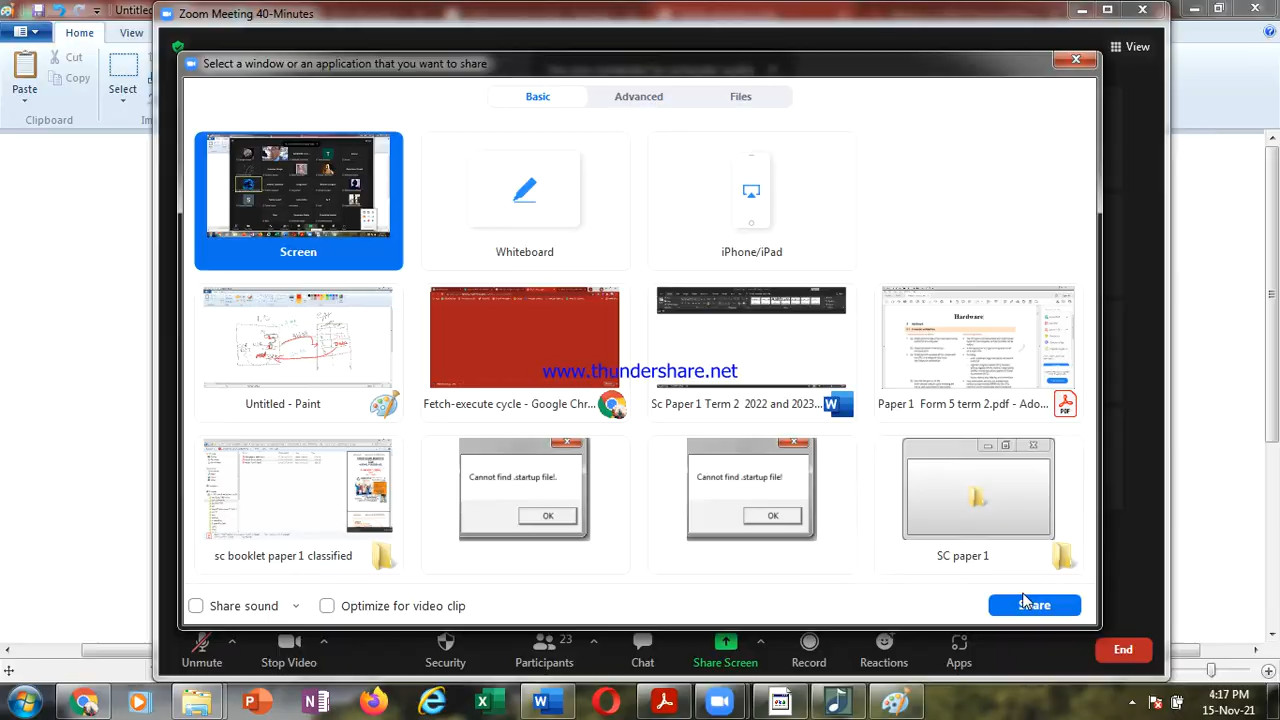 Untitled
Zoom Meeting 40-Minutes
Home
View
Cut
Paste
Copy
Select
Clipboard
Im
View
Select a window or an application that you want to share
Basic
Advanced
Files
Screen
Whiteboard
iPhone/iPad
Hardware
www.thundershare.net
Untitled - Paint
Fetch-execute cycle - Google Chr...
Sc Paper 1 Term 2 2022 and 2023...
Paper 1 Form 5 term 2.pdf - Ado...
PDF
Cannot find .startup file!.
OK
Cannot find .startup file!
OK
sc booklet paper 1 classified
SC paper 1
Share sound
Optimize for video clip
Share
Unmute
Stop Video
Security
23
Participants
Chat
Share Screen
Record
Reactions
Apps
End
4:17 PM
15-Nov-21